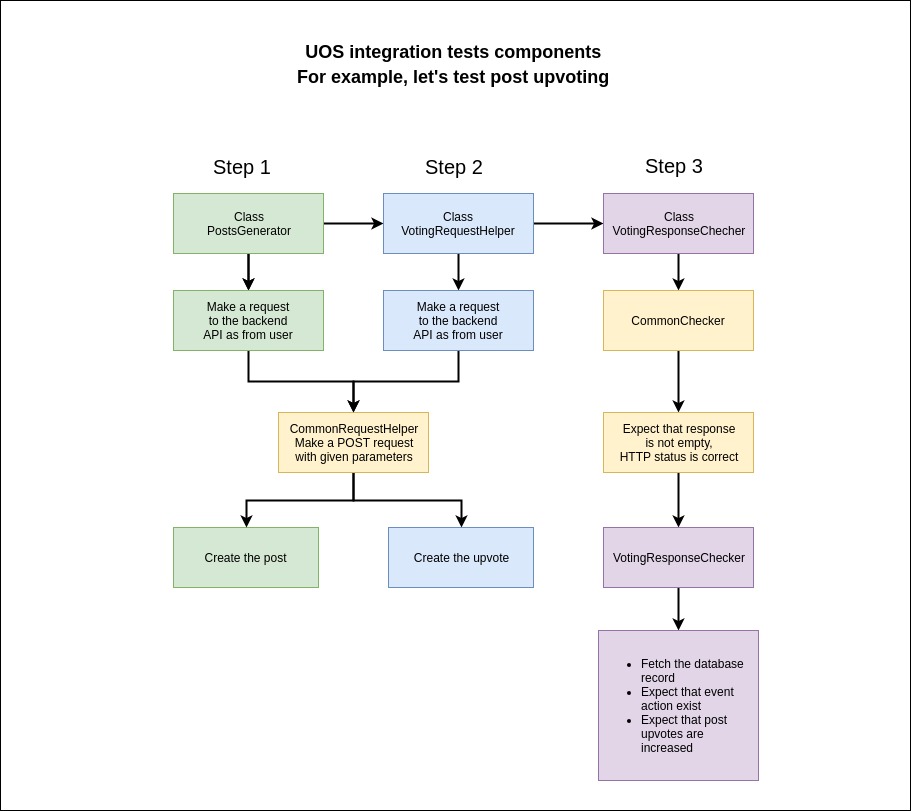 UOS integration tests components
For example, let's test post upvoting
Step 1
Step 2
Step 3
Class
PostsGenerator
Class
VotingRequestHelper
Class
VotingResponseChecher
Make a request
to the backend
API as from user
Make a request
to the backend
API as from user
CommonChecker
CommonRequestHelper
Make a POST request
with given parameters
Expect that response
is not empty,
HTTP status is correct
Create the post
Create the upvote
VotingResponseChecker
• Fetch the database
record
• Expect that event
action exist
• Expect that post
upvotes are
increased